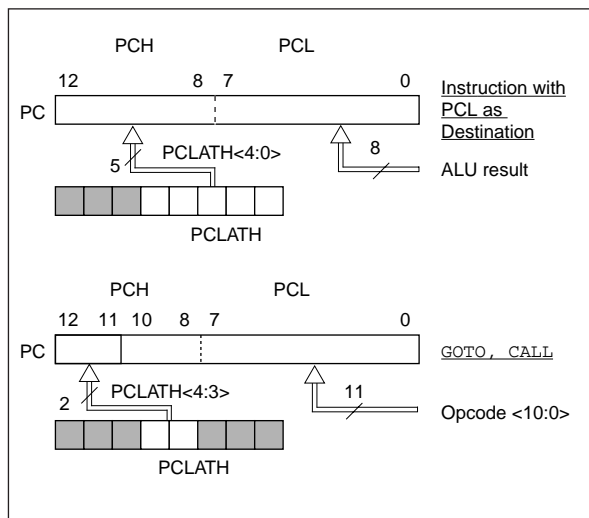 PCH PCL
12 8 7 0
PC
Instruction with
PCL as
Destination
5 PCLATH<4:0> 8
ALU result
PCLATH
PCH PCL
12 11 10 8 7 0
PC
GOTO, CALL
2 PCLATH<4:3> 11
Opcode <10:0>
PCLATH